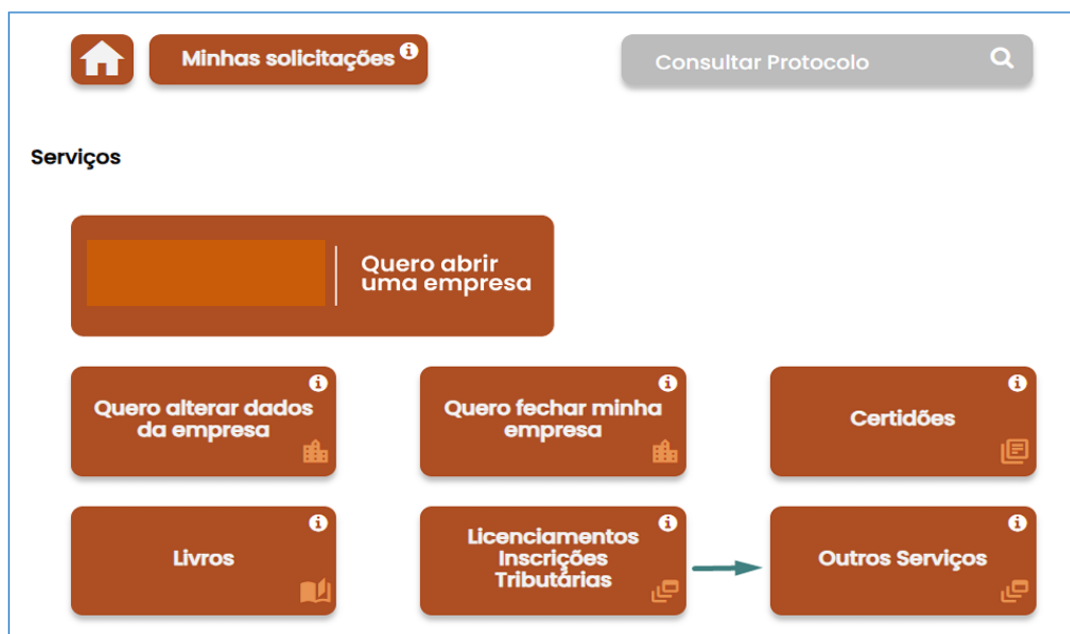 Minhas solicitações
Consultar Protocolo
Serviços
Quero abrir
uma empresa
Quero alterar dados
da empresa
Quero fechar minha
empresa
Certidões
Livros
Licenciamentos
Inscrições
Tributárias
Outros Serviços